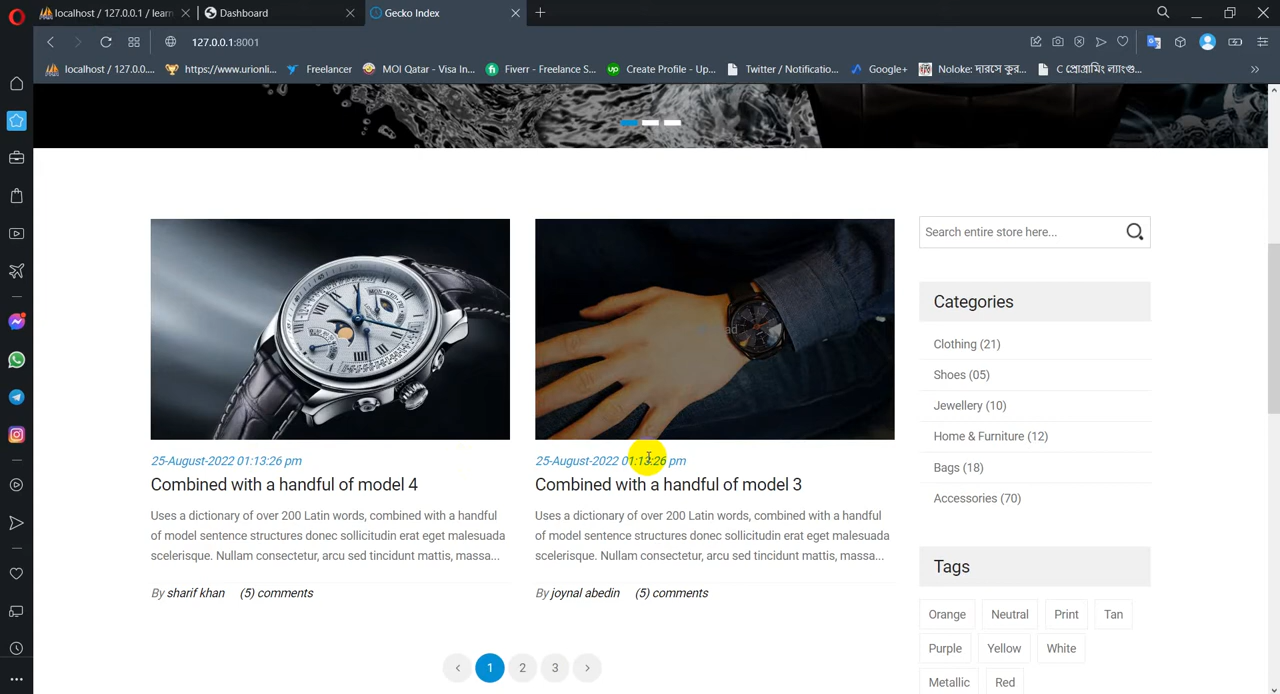 localhost / 127.0.0.1 / learn
Dashboard
Gecko Index
127.0.0.1:8001
localhost / 127.0.0....
https://www.urionli...
Freelancer
MOI Qatar - Visa In...
Fiverr - Freelance S...
Create Profile - Up...
Twitter / Notificatio...
Google+
Noloke: দারসে কুর...
C প্রোগ্রামিং ল্যাংগু...
Search entire store here...
Categories
Clothing (21)
Shoes (05)
Jewellery (10)
Home & Furniture (12)
Bags (18)
Accessories (70)
25-August-2022 01:13:26 pm
Combined with a handful of model 4
Uses a dictionary of over 200 Latin words, combined with a handful
of model sentence structures donec sollicitudin erat eget malesuada
scelerisque. Nullam consectetur, arcu sed tincidunt mattis, massa...
By sharif khan (5) comments
25-August-2022 01:13:26 pm
Combined with a handful of model 3
Uses a dictionary of over 200 Latin words, combined with a handful
of model sentence structures donec sollicitudin erat eget malesuada
scelerisque. Nullam consectetur, arcu sed tincidunt mattis, massa...
By joynal abedin (5) comments
Tags
Orange Neutral Print Tan
Purple Yellow White
Metallic Red
1 2 3